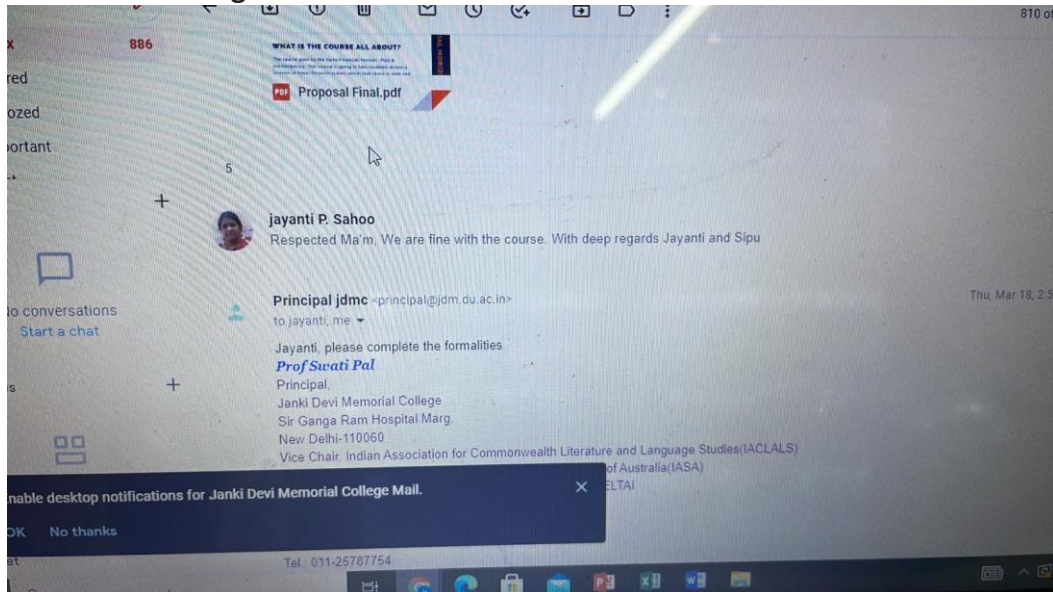 810 of
886
WHAT IS THE COURSE ALL ABOUT?
PDF Proposal Final.pdf
red
ozed
portant
5
jayanti P. Sahoo
Respected Ma'm, We are fine with the course. With deep regards Jayanti and Sipu
Principal jdmc <principal@jdm.du.ac.in>
Thu, Mar 18, 2:5
to jayanti, me
Jayanti, please complete the formalities
Prof Swati Pal
Principal,
Janki Devi Memorial College
Sir Ganga Ram Hospital Marg.
New Delhi-110060
Vice Chair, Indian Association for Commonwealth Literature and Language Studies(IACLALS)
of Australia(IASA)
ELTAI
Tel.: 011-25787754
lo conversations
Start a chat
s
nable desktop notifications for Janki Devi Memorial College Mail.
OK No thanks
et